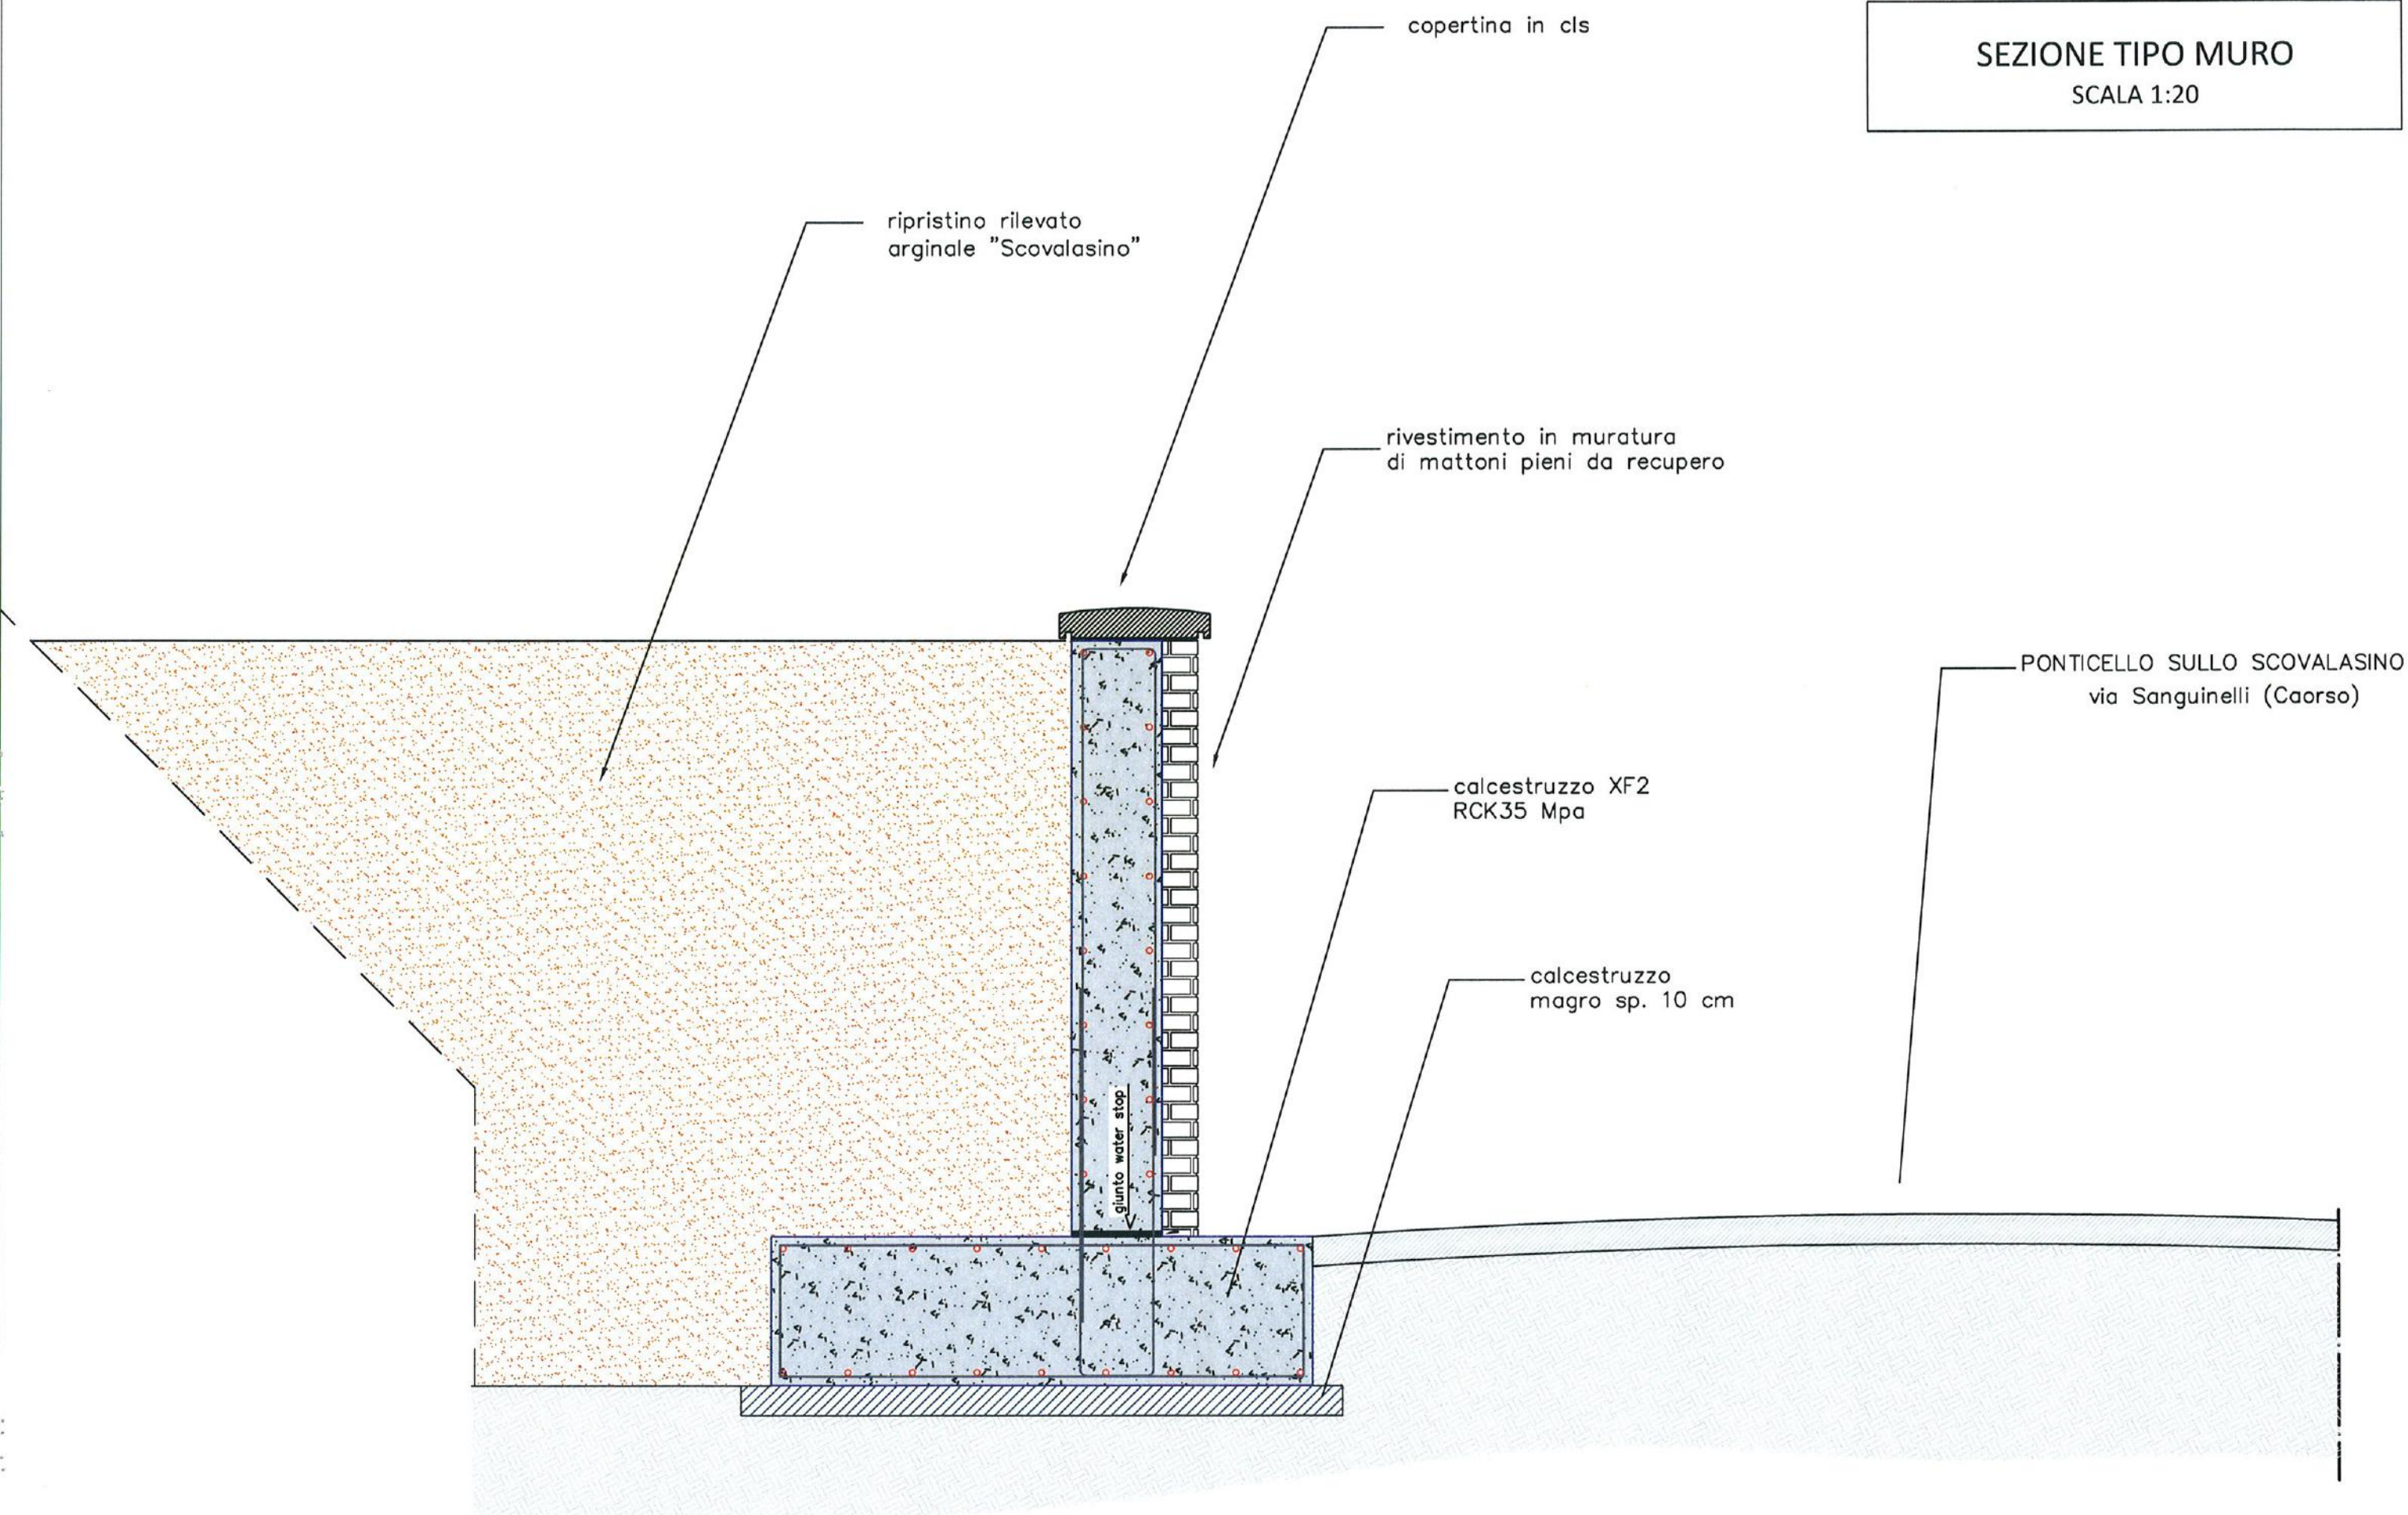 copertina in cls
SEZIONE TIPO MURO
SCALA 1:20
ripristino rilevato
arginale "Scovalasino"
rivestimento in muratura
di mattoni pieni da recupero
PONTICELLO SULLO SCOVALASINO
via Sanguinelli (Caorso)
calcestruzzo XF2
RCK35 Mpa
calcestruzzo
magro sp. 10 cm
giunto water stop